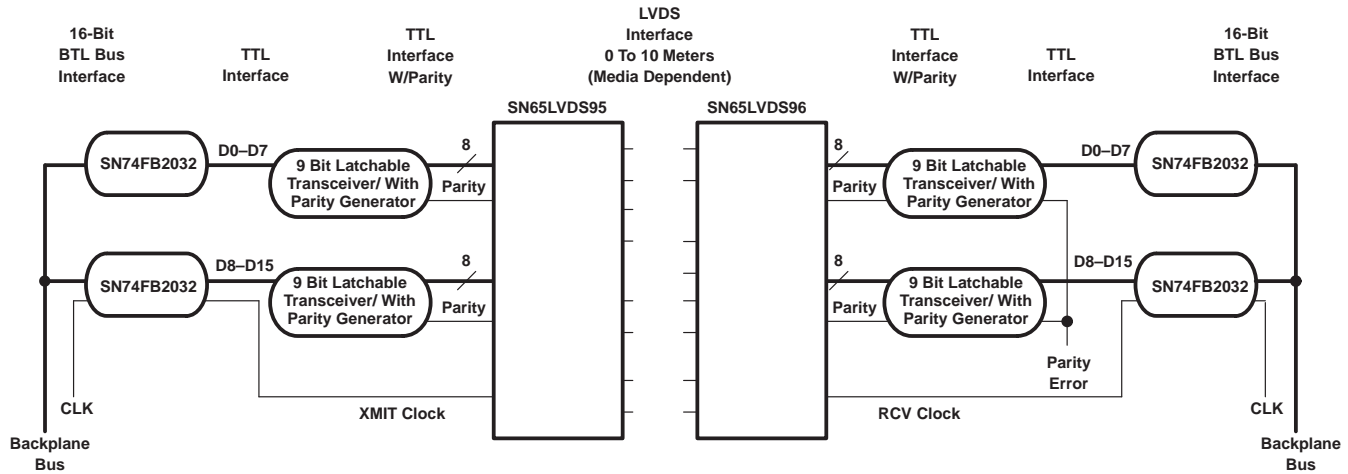 16-Bit
BTL Bus
Interface
TTL
Interface
TTL
Interface
W/Parity
LVDS
Interface
0 To 10 Meters
(Media Dependent)
TTL
Interface
W/Parity
TTL
Interface
16-Bit
BTL Bus
Interface
SN65LVDS95
SN65LVDS96
SN74FB2032
D0–D7
9 Bit Latchable
Transceiver/ With
Parity Generator
8
Parity
8
Parity
9 Bit Latchable
Transceiver/ With
Parity Generator
D0–D7
SN74FB2032
SN74FB2032
D8–D15
9 Bit Latchable
Transceiver/ With
Parity Generator
8
Parity
8
Parity
9 Bit Latchable
Transceiver/ With
Parity Generator
D8–D15
SN74FB2032
Parity
Error
CLK
XMIT Clock
RCV Clock
CLK
Backplane
Bus
Backplane
Bus